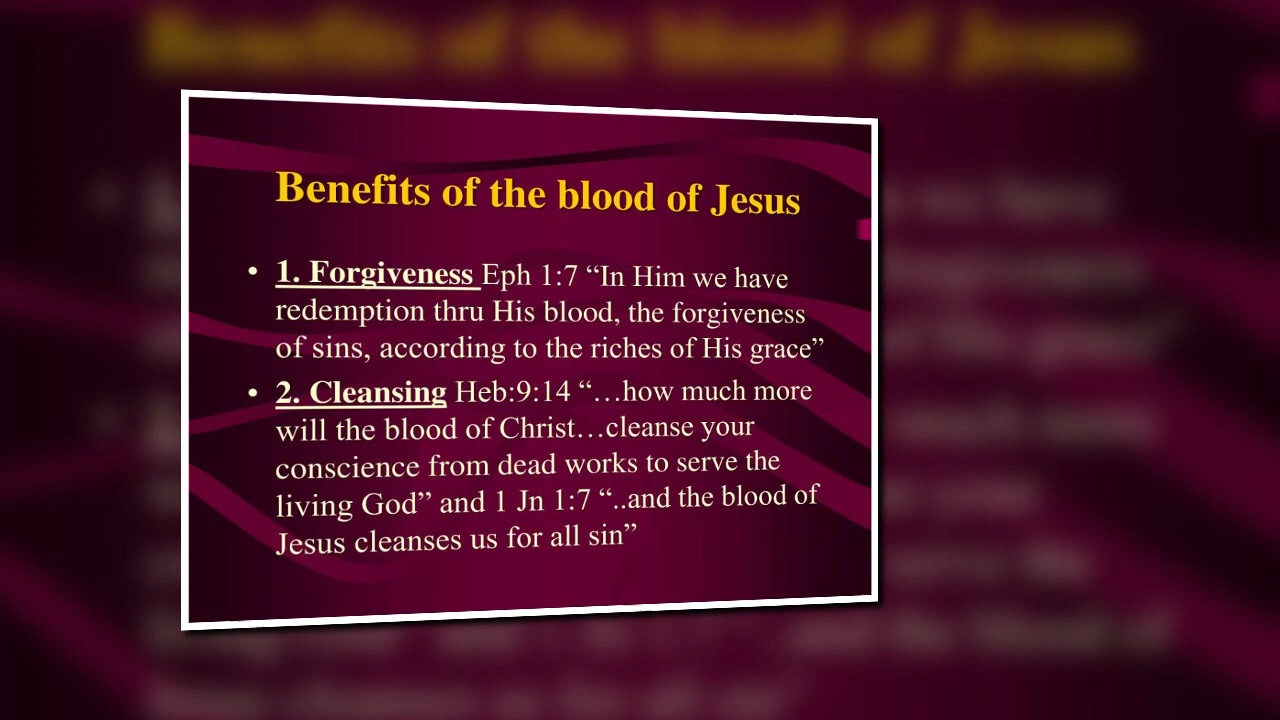 Benefits of the blood of Jesus
• 1. Forgiveness Eph 1:7 “In Him we have
redemption thru His blood, the forgiveness
of sins, according to the riches of His grace”
• 2. Cleansing Heb:9:14 “…how much more
will the blood of Christ…cleanse your
conscience from dead works to serve the
living God” and 1 Jn 1:7 “..and the blood of
Jesus cleanses us for all sin”